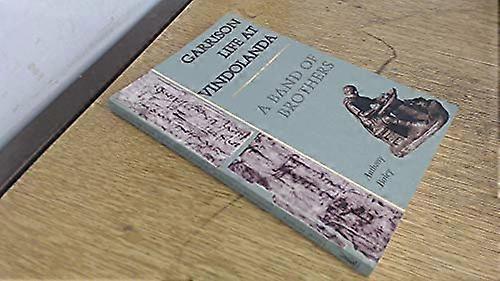 GARRISON
LIFE AT
VINDOLANDA
A BAND OF
BROTHERS
Anthony
Birley